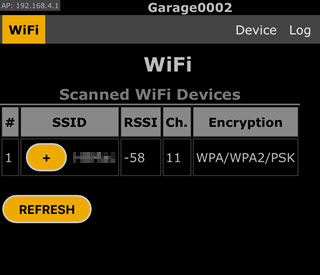 AP: 192.168.4.1
Garage0002
WiFi Device Log
WiFi
Scanned WiFi Devices
# SSID RSSI Ch. Encryption
1 + -58 11 WPA/WPA2/PSK
REFRESH